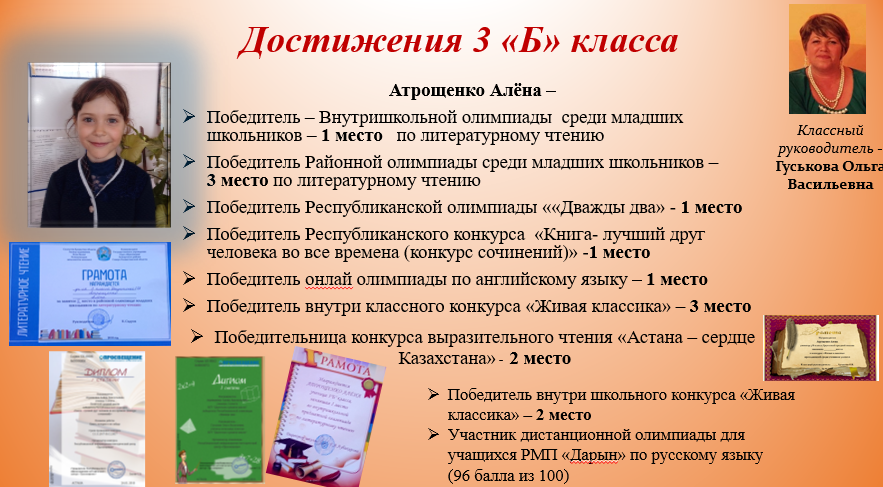 Достижения 3 «Б» класса
Атрощенко Алёна –
Победитель – Внутришкольной олимпиады среди младших
школьников – 1 место по литературному чтению
Победитель Районной олимпиады среди младших школьников –
3 место по литературному чтению
Победитель Республиканской олимпиады ««Дважды два» - 1 место
Победитель Республиканского конкурса «Книга- лучший друг
человека во все времена (конкурс сочинений)» -1 место
Победитель онлай олимпиады по английскому языку – 1 место
Победитель внутри классного конкурса «Живая классика» – 3 место
Победительница конкурса выразительного чтения «Астана – сердце
Казахстана» - 2 место
Победитель внутри школьного конкурса «Живая
классика» – 2 место
Участник дистанционной олимпиады для
учащихся РМП «Дарын» по русскому языку
(96 балла из 100)
Классный
руководитель -
Гуськова Ольга
Васильевна
ЛИТЕРАТУРНОЕ ЧТЕНИЕ
ГРАМОТА
НАГРАЖДАЕТСЯ
ПРОСВЕЩЕНИЕ
ДИПЛОМ
Диплом
ГРАМОТА
Грамота